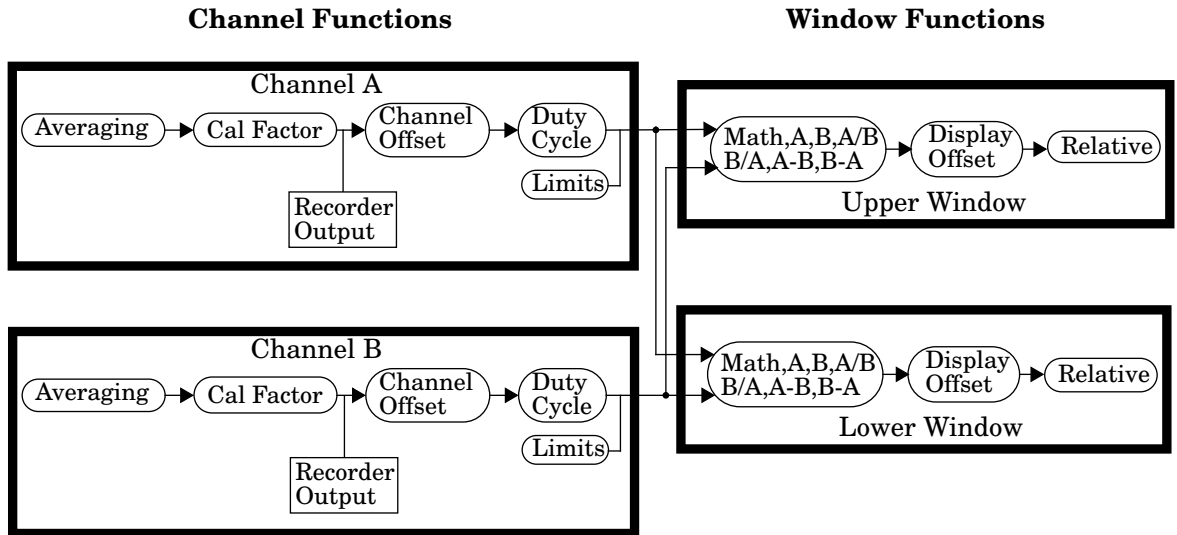 Channel Functions
Window Functions
Channel A
Averaging
Cal Factor
Channel
Offset
Duty
Cycle
Limits
Recorder
Output
Math,A,B,A/B
B/A,A-B,B-A
Display
Offset
Relative
Upper Window
Channel B
Averaging
Cal Factor
Channel
Offset
Duty
Cycle
Limits
Recorder
Output
Math,A,B,A/B
B/A,A-B,B-A
Display
Offset
Relative
Lower Window